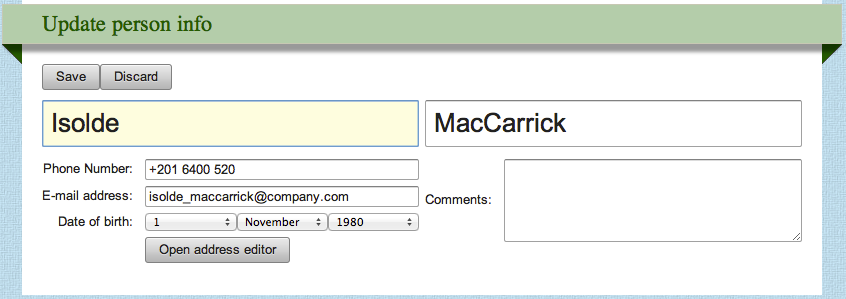 Update person info
Save Discard
Isolde MacCarrick
Phone Number: +201 6400 520
E-mail address: isolde_maccarrick@company.com
Comments:
Date of birth: 1 November 1980
Open address editor